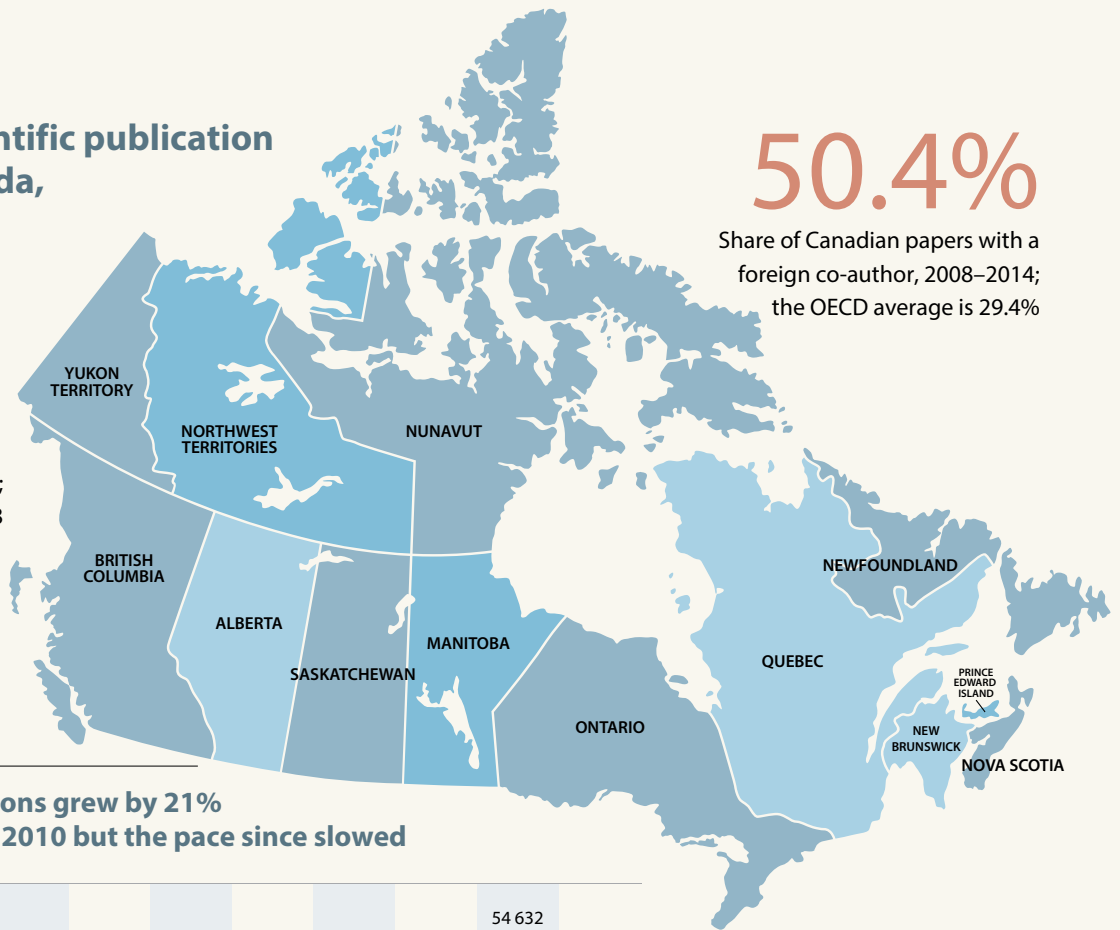 ntific publication
da,
50.4%
Share of Canadian papers with a
foreign co-author, 2008–2014;
the OECD average is 29.4%
YUKON
TERRITORY
NORTHWEST
TERRITORIES
NUNAVUT
;
BRITISH
COLUMBIA
NEWFOUNDLAND
ALBERTA
MANITOBA
SASKATCHEWAN
QUEBEC
PRINCE
EDWARD
ISLAND
ONTARIO
NEW
BRUNSWICK
NOVA SCOTIA
ons grew by 21%
2010 but the pace since slowed
54 632